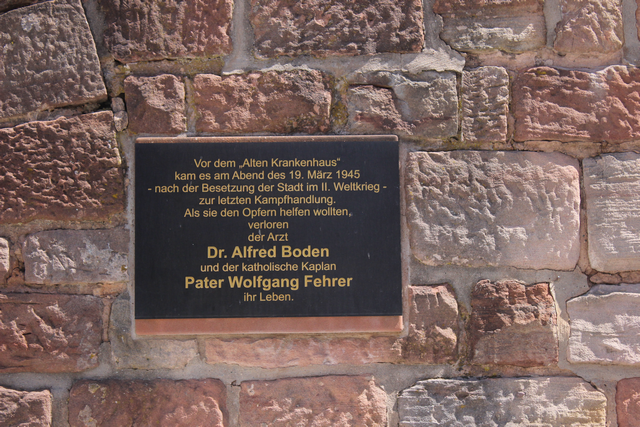 Vor dem „Alten Krankenhaus“
kam es am Abend des 19. März 1945
- nach der Besetzung der Stadt im II. Weltkrieg -
zur letzten Kampfhandlung.
Als sie den Opfern helfen wollten,
verloren
der Arzt
Dr. Alfred Boden
und der katholische Kaplan
Pater Wolfgang Fehrer
ihr Leben.